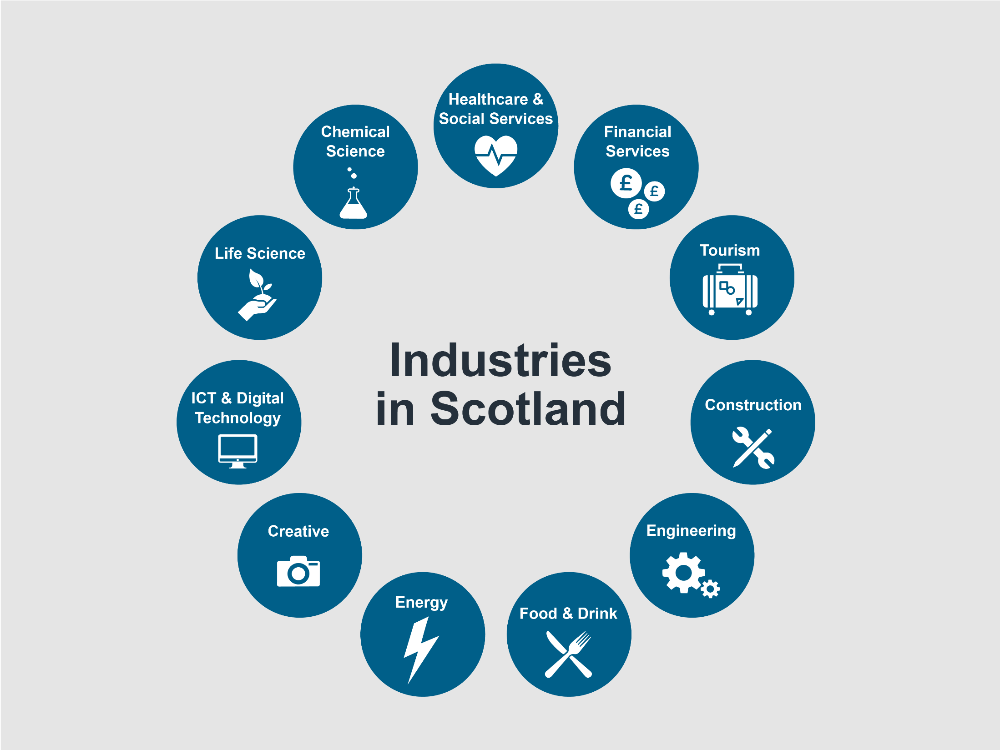 Healthcare &
Social Services
Financial
Services
£
£
£
Tourism
Construction
Engineering
Food & Drink
Energy
Creative
ICT & Digital
Technology
Life Science
Chemical
Science
Industries
in Scotland